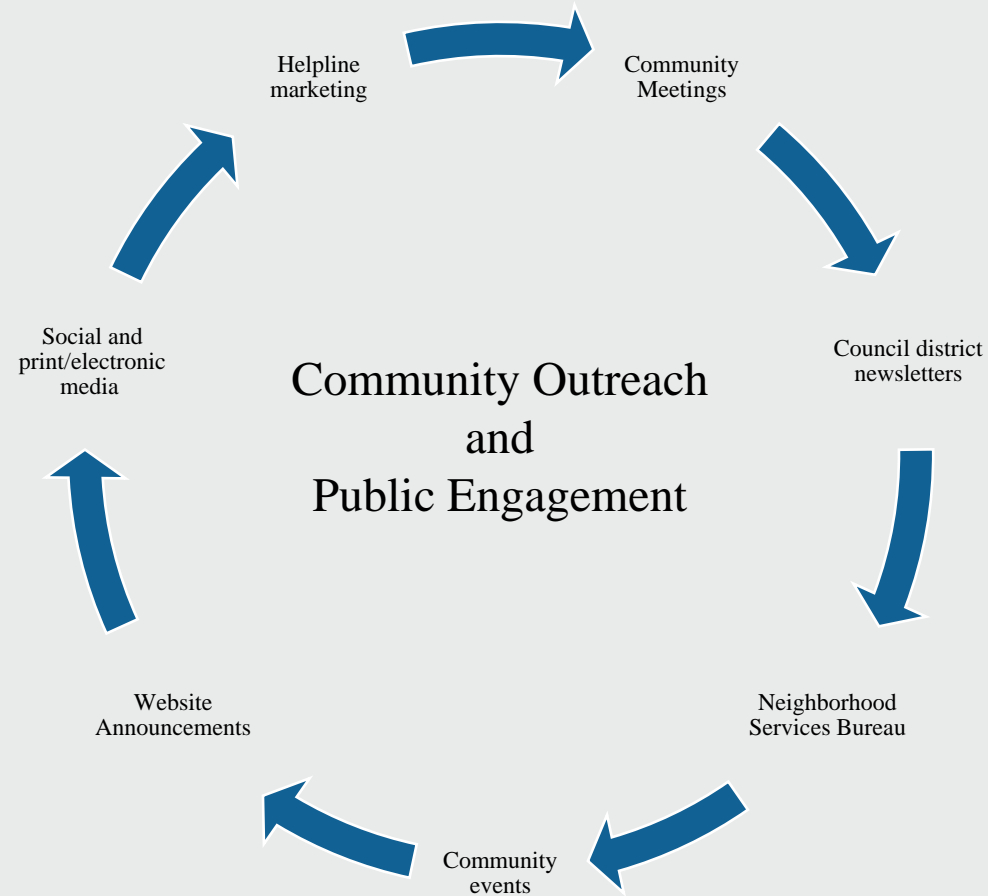 Helpline
marketing
Community
Meetings
Council district
newsletters
Neighborhood
Services Bureau
Community
events
Website
Announcements
Social and
print/electronic
media
Community Outreach
and
Public Engagement